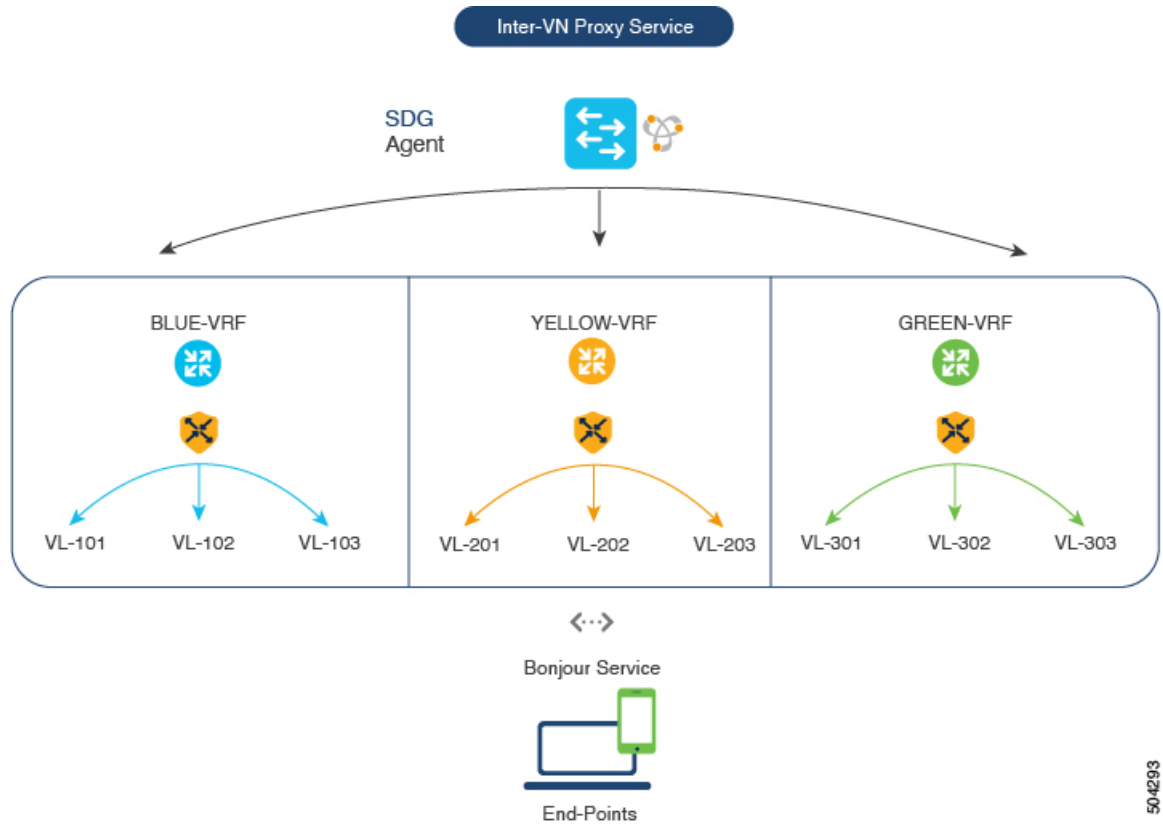 Inter-VN Proxy Service
SDG
Agent
BLUE-VRF
YELLOW-VRF
GREEN-VRF
VL-101
VL-102
VL-103
VL-201
VL-202
VL-203
VL-301
VL-302
VL-303
Bonjour Service
End-Points
504293